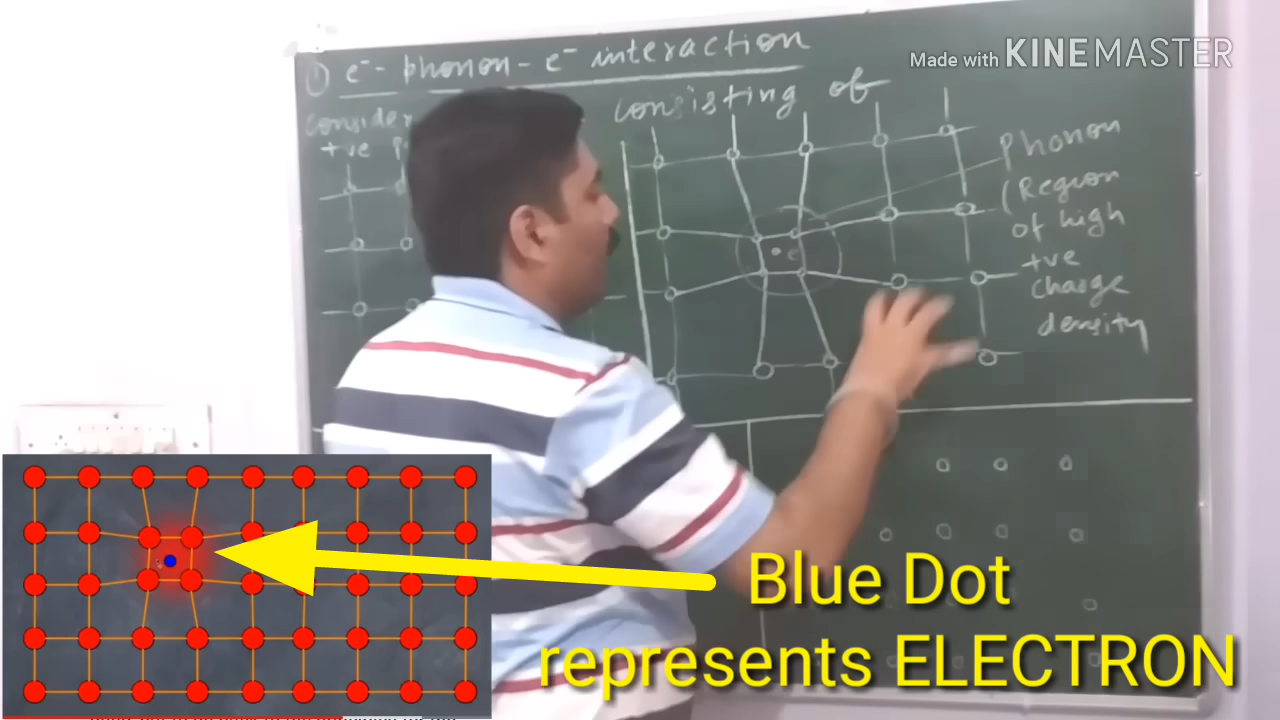 1) e⁻- phonon - e⁻ interaction
consider
+ve
consisting of
Phonon
(Region
of high
+ve
charge
density
e
Made with KINEMASTER
Blue Dot
represents ELECTRON